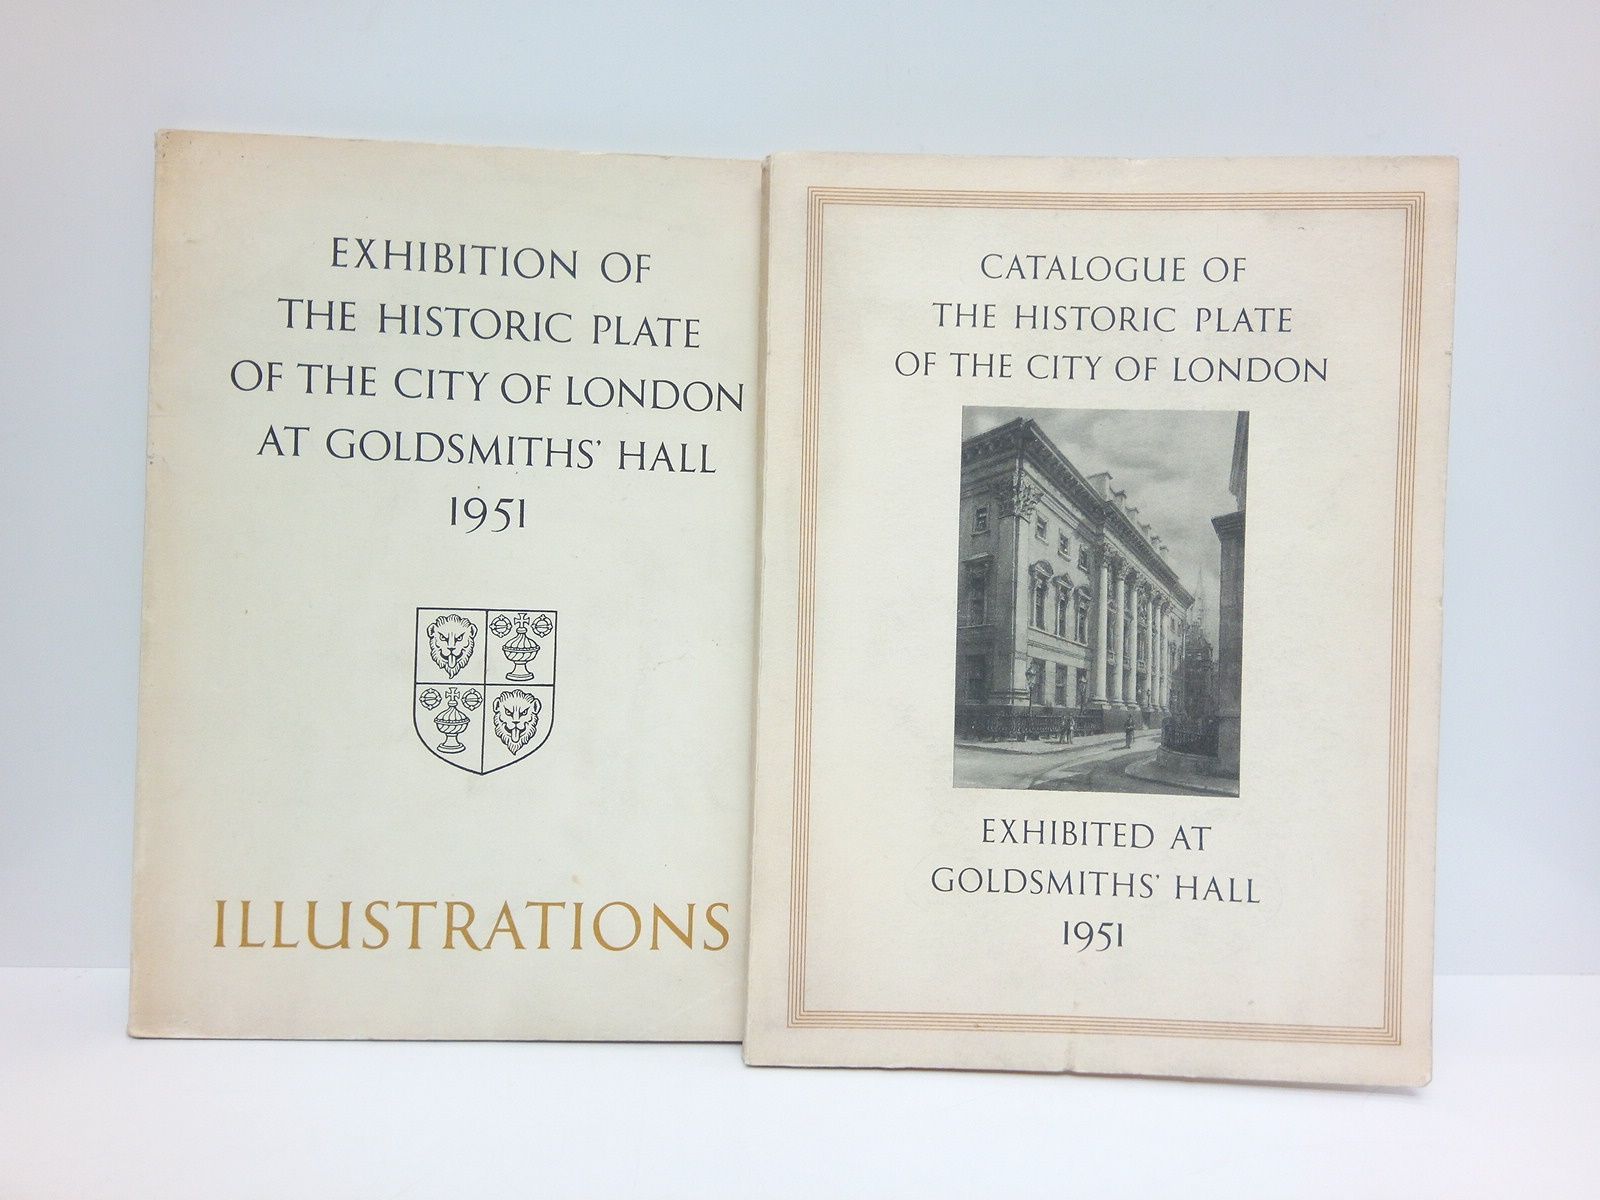 EXHIBITION OF
THE HISTORIC PLATE
OF THE CITY OF LONDON
AT GOLDSMITHS' HALL
1951
ILLUSTRATIONS
CATALOGUE OF
THE HISTORIC PLATE
OF THE CITY OF LONDON
EXHIBITED AT
GOLDSMITHS' HALL
1951